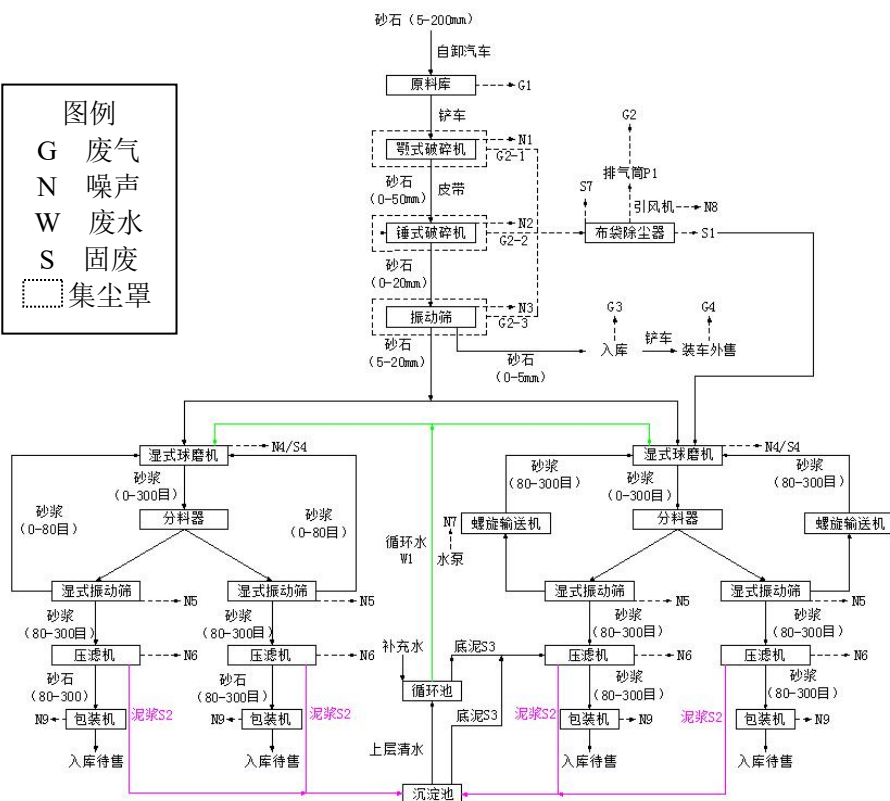 砂石（5-200mm）
自卸汽车
原料库
G1
铲车
图例
G 废气
N 噪声
W 废水
S 固废
集尘罩
颚式破碎机
N1
G2-1
G2
排气筒P1
S7
引风机
N8
砂石
（0-50mm）
皮带
锤式破碎机
N2
G2-2
布袋除尘器
S1
砂石
（0-20mm）
振动筛
N3
G2-3
G3
G4
砂石
（5-20mm）
砂石
（0-5mm）
入库
铲车
装车外售
湿式球磨机
N4/S4
湿式球磨机
N4/S4
砂浆
（0-300目）
砂浆
（80-300目）
砂浆
（0-300目）
砂浆
（80-300目）
砂浆
（0-80目）
分料器
砂浆
（0-80目）
循环水
W1
N7
水泵
螺旋输送机
分料器
螺旋输送机
湿式振动筛
N5
湿式振动筛
N5
湿式振动筛
N5
湿式振动筛
N5
砂浆
（80-300目）
砂浆
（80-300目）
砂浆
（80-300目）
砂浆
（80-300目）
压滤机
N6
压滤机
N6
补充水
底泥S3
压滤机
N6
压滤机
N6
砂石
（80-300）
砂石
（80-300目）
循环池
砂浆
（80-300目）
砂浆
（80-300目）
N9
包装机
泥浆S2
N9
包装机
泥浆S2
底泥S3
泥浆S2
包装机
N9
泥浆S2
包装机
N9
上层清水
入库待售
入库待售
入库待售
入库待售
沉淀池